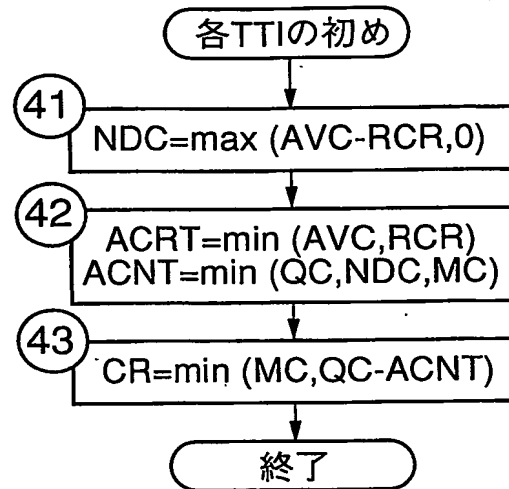 各TTIの初め
41
NDC=max (AVC-RCR,0)
42
ACRT=min (AVC,RCR)
ACNT=min (QC,NDC,MC)
43
CR=min (MC,QC-ACNT)
終了